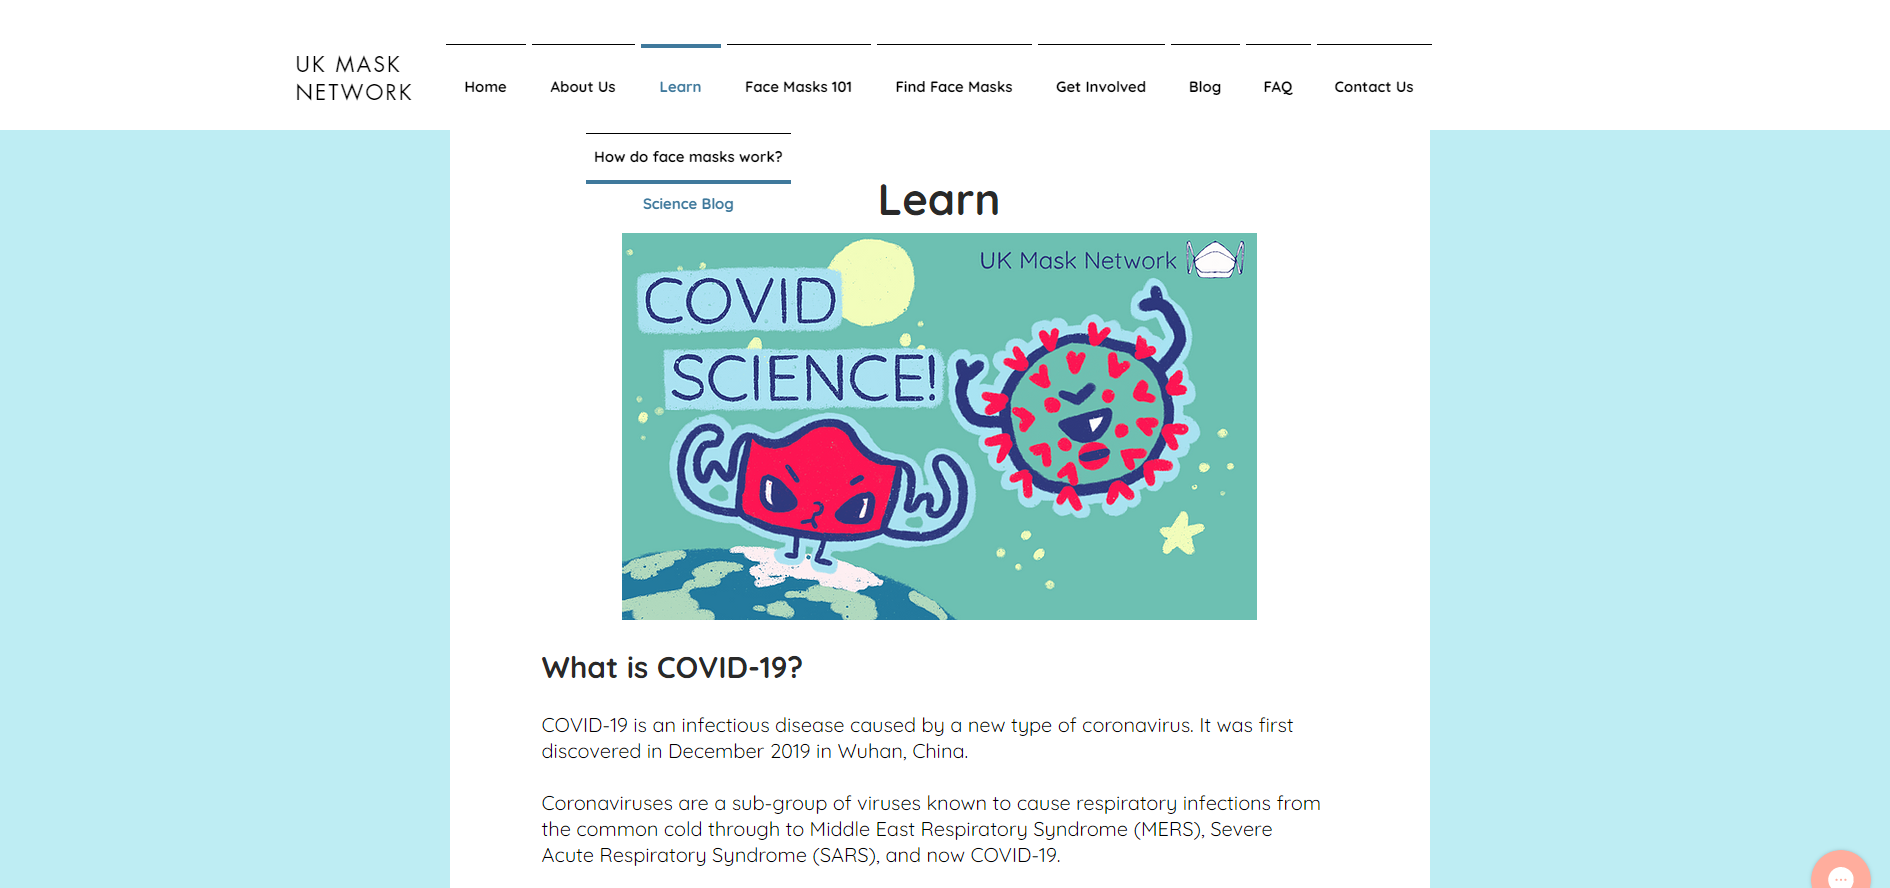 UK MASK
NETWORK
Home
About Us
Learn
Face Masks 101
Find Face Masks
Get Involved
Blog
FAQ
Contact Us
How do face masks work?
Science Blog
Learn
UK Mask Network
COVID
SCIENCE!
What is COVID-19?
COVID-19 is an infectious disease caused by a new type of coronavirus. It was first
discovered in December 2019 in Wuhan, China.
Coronaviruses are a sub-group of viruses known to cause respiratory infections from
the common cold through to Middle East Respiratory Syndrome (MERS), Severe
Acute Respiratory Syndrome (SARS), and now COVID-19.